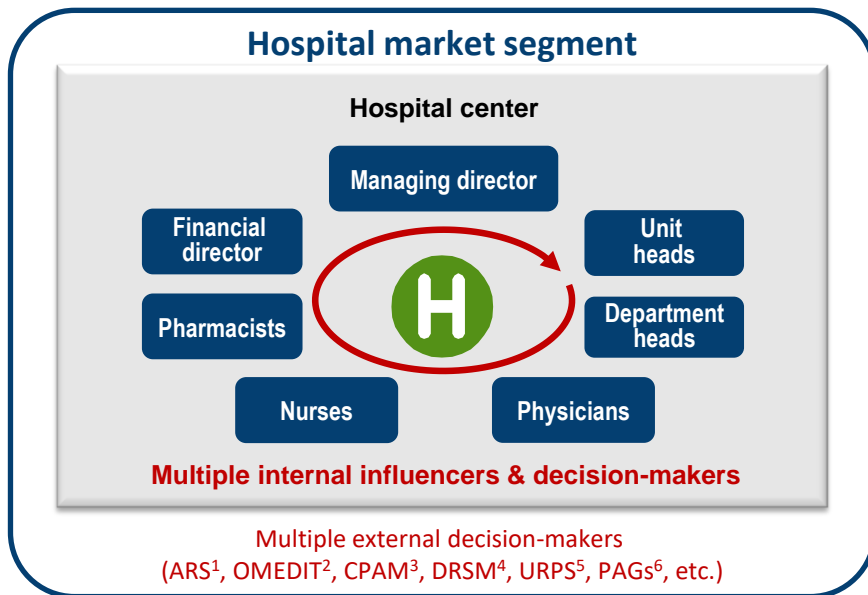 Hospital market segment
Hospital center
Managing director
Financial
director
Unit
heads
Pharmacists
H
Department
heads
Nurses
Physicians
Multiple internal influencers & decision-makers
Multiple external decision-makers
(ARS¹, OMEDIT², CPAM³, DRSM⁴, URPS⁵, PAGs⁶, etc.)